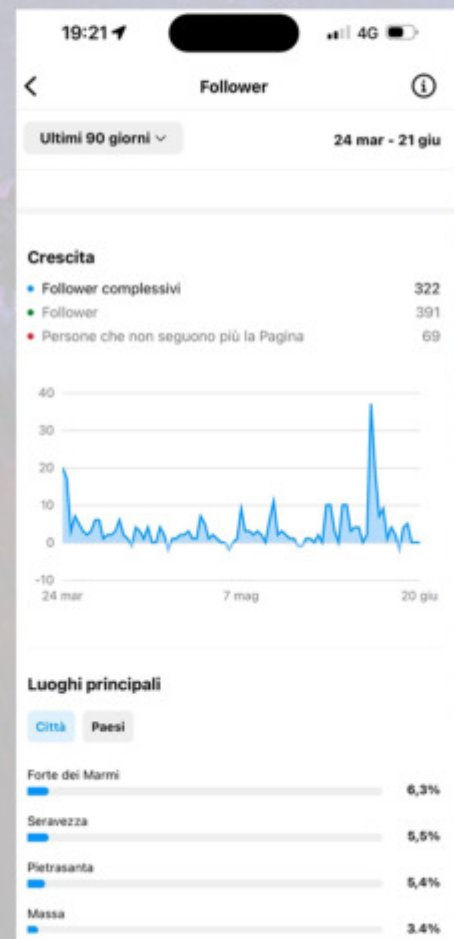 19:21
4G
Follower
Ultimi 90 giorni
24 mar - 21 giu
Crescita
Follower complessivi 322
Follower 391
Persone che non seguono più la Pagina 69
40
30
20
10
0
-10
24 mar 7 mag 20 giu
Luoghi principali
Città Paesi
Forte dei Marmi
6,3%
Seravezza
5,5%
Pietrasanta
5,4%
Massa
3,4%